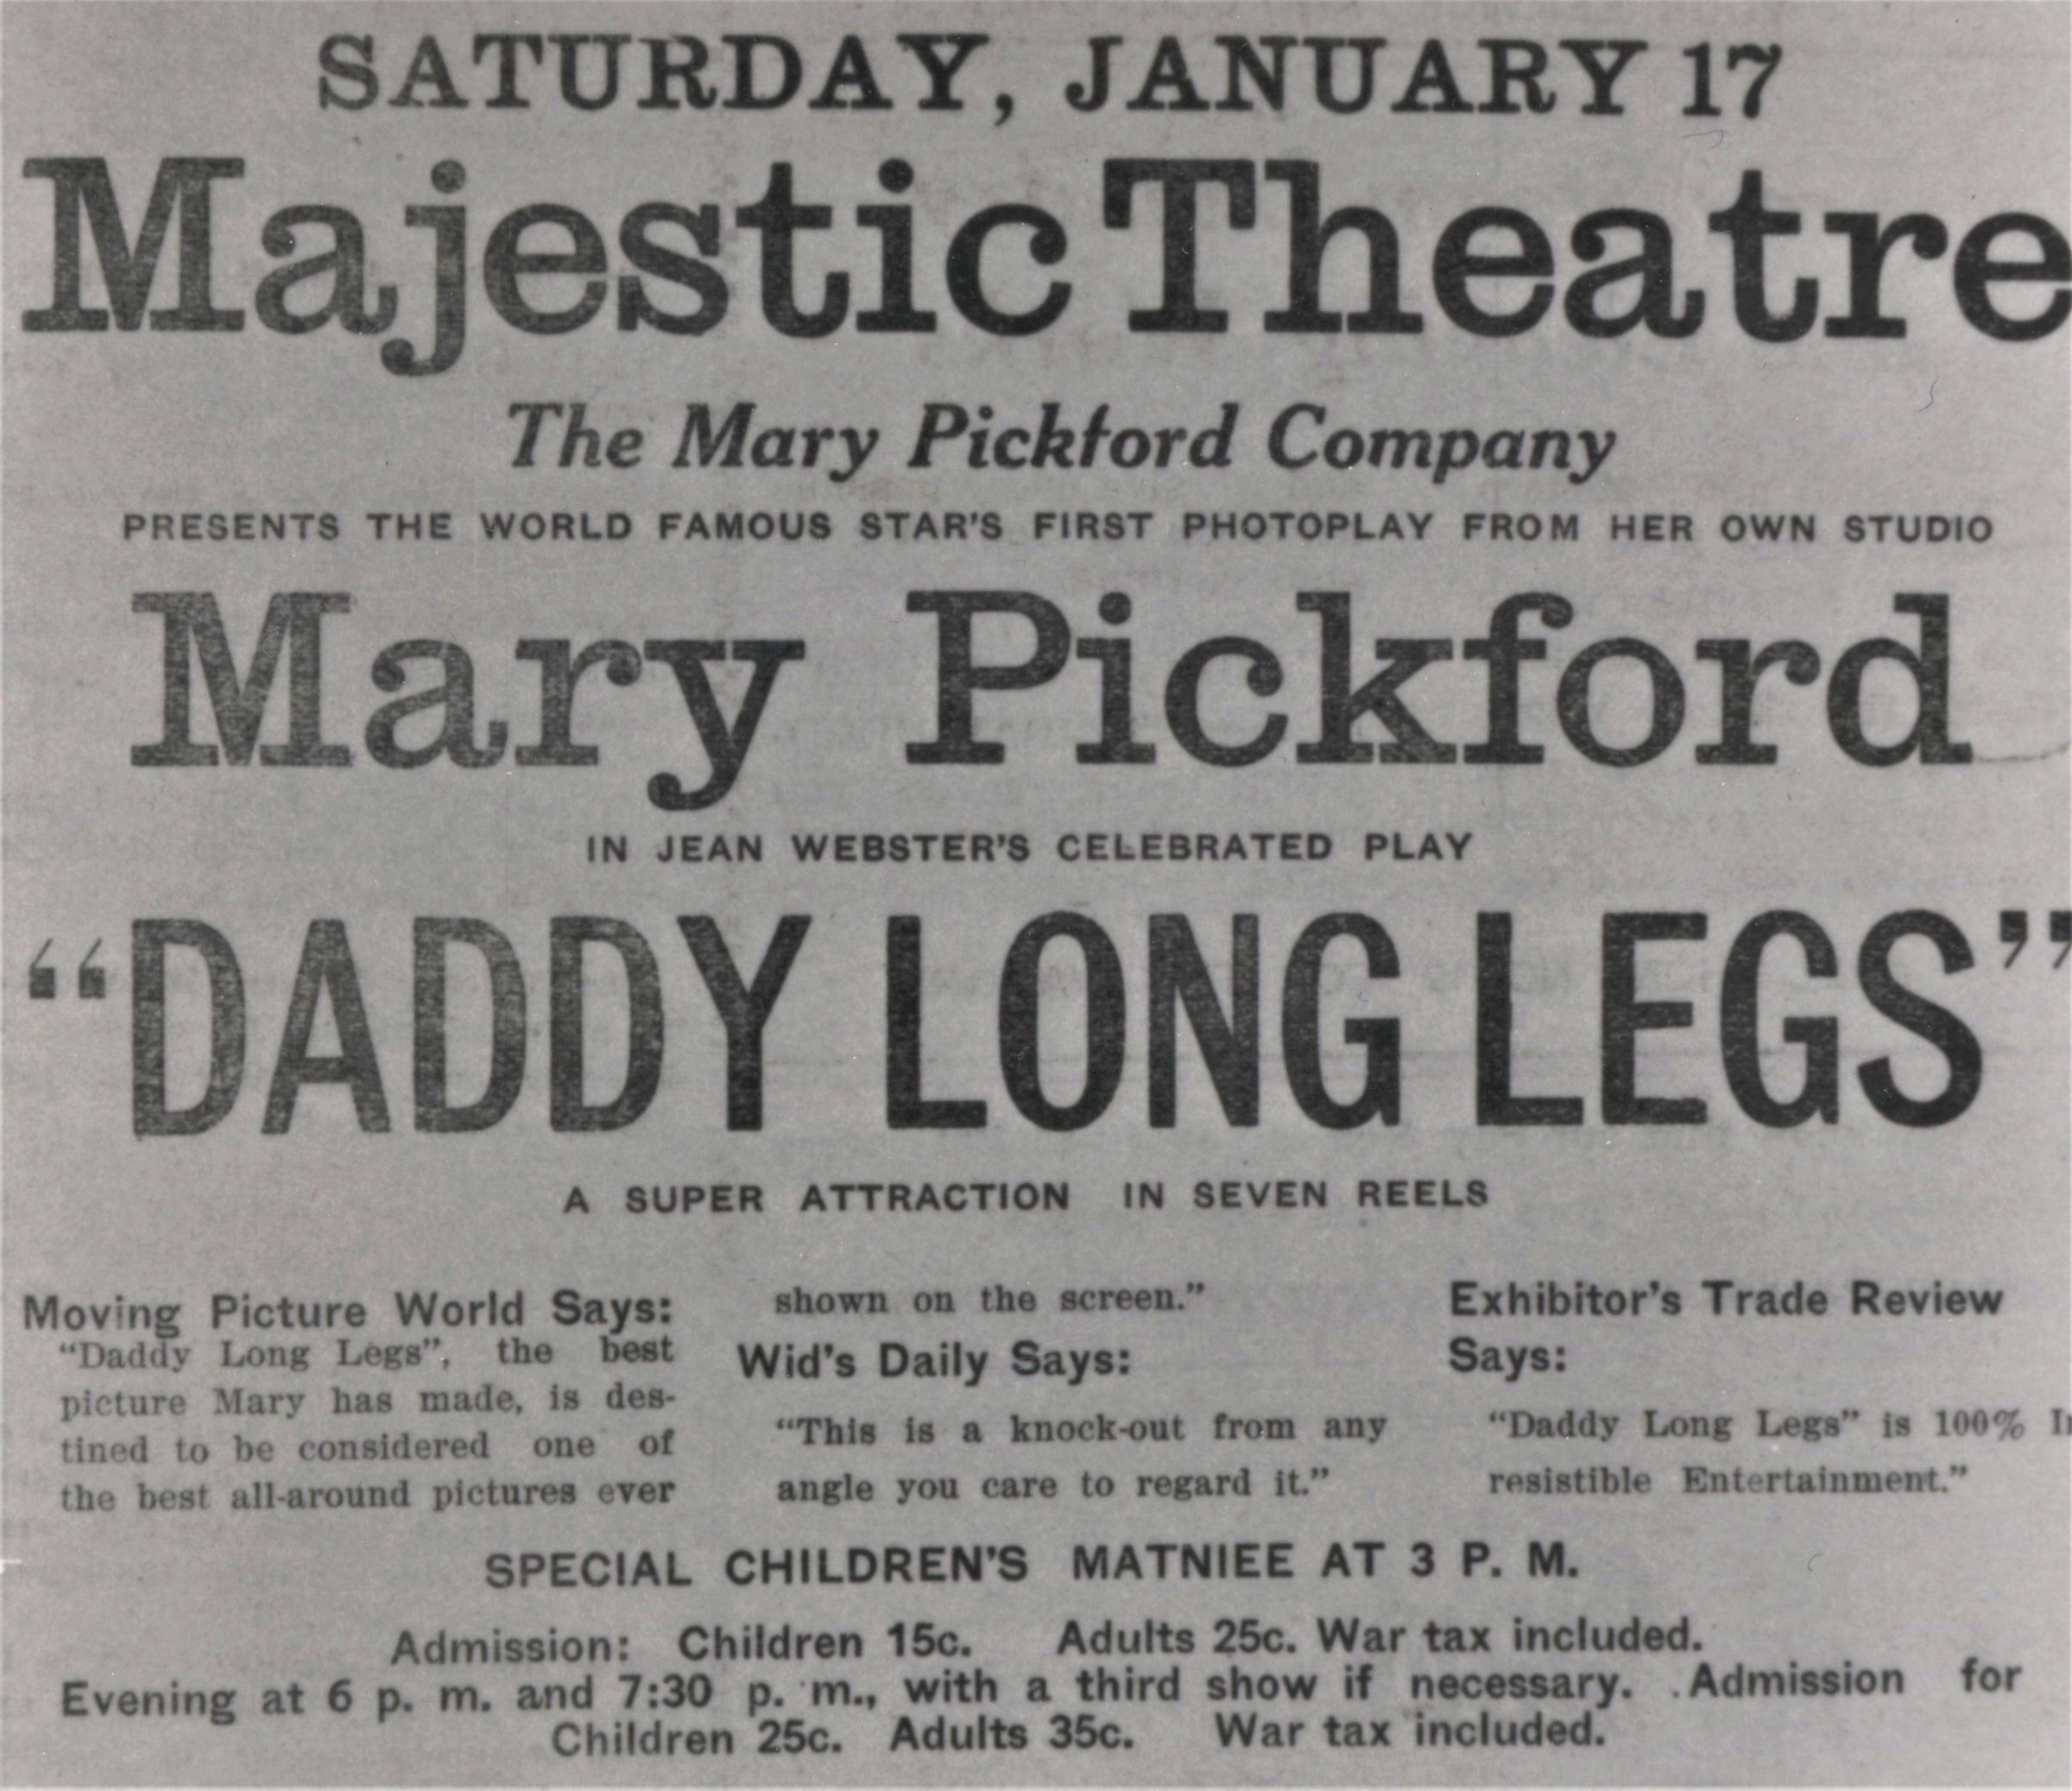 SATURDAY, JANUARY 17
Majestic Theatre
The Mary Pickford Company
PRESENTS THE WORLD FAMOUS STAR'S FIRST PHOTOPLAY FROM HER OWN STUDIO
Mary Pickford
IN JEAN WEBSTER'S CELEBRATED PLAY
“DADDY LONG LEGS”
A SUPER ATTRACTION IN SEVEN REELS
Moving Picture World Says:
“Daddy Long Legs”, the best
picture Mary has made, is des-
tined to be considered one of
the best all-around pictures ever
shown on the screen.”
Wid's Daily Says:
“This is a knock-out from any
angle you care to regard it.”
Exhibitor's Trade Review
Says:
“Daddy Long Legs” is 100%
resistible Entertainment.”
SPECIAL CHILDREN'S MATNIEE AT 3 P. M.
Admission: Children 15c. Adults 25c. War tax included.
Evening at 6 p. m. and 7:30 p. m., with a third show if necessary. Admission for
Children 25c. Adults 35c. War tax included.